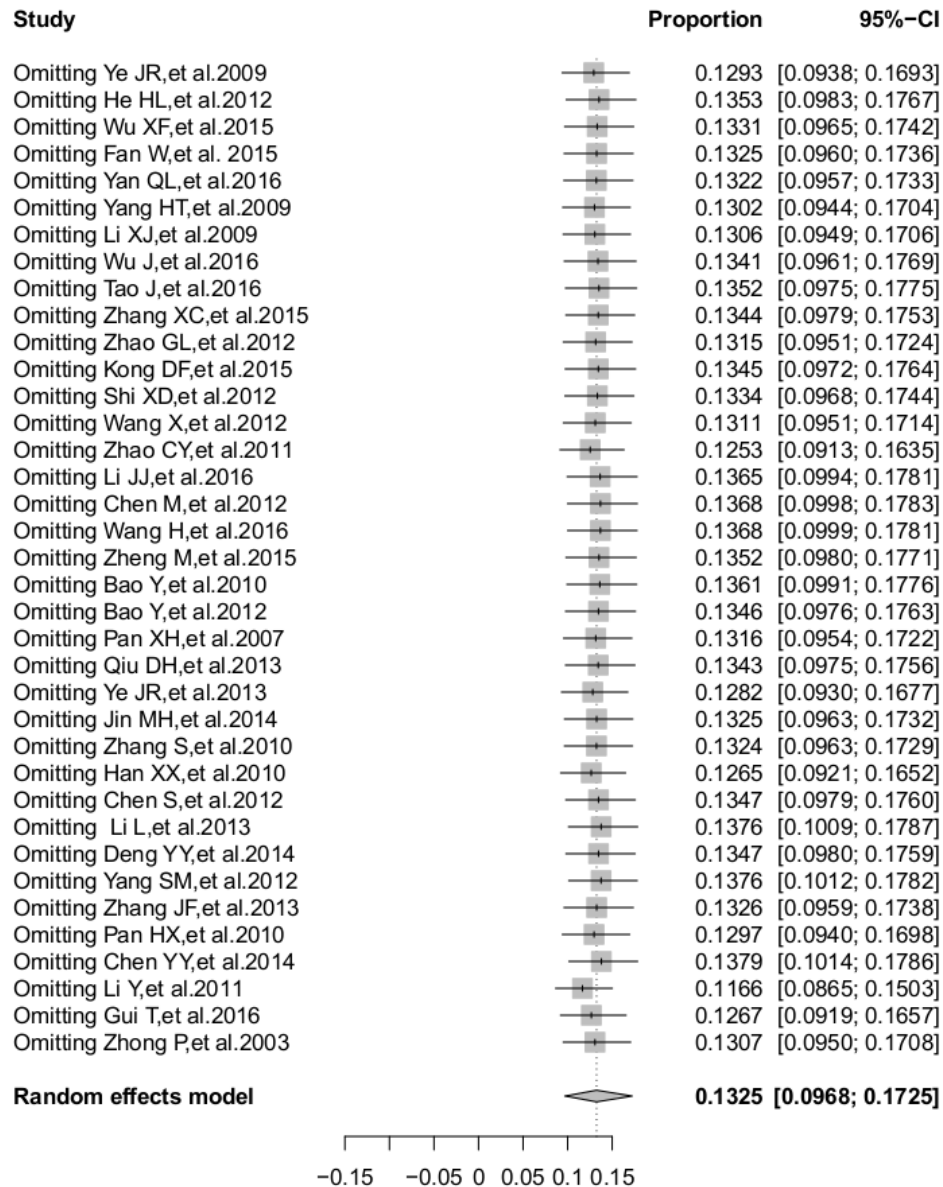 Study Proportion 95%−CI
Omitting Ye JR,et al.2009 0.1293 [0.0938; 0.1693]
Omitting He HL,et al.2012 0.1353 [0.0983; 0.1767]
Omitting Wu XF,et al.2015 0.1331 [0.0965; 0.1742]
Omitting Fan W,et al. 2015 0.1325 [0.0960; 0.1736]
Omitting Yan QL,et al.2016 0.1322 [0.0957; 0.1733]
Omitting Yang HT,et al.2009 0.1302 [0.0944; 0.1704]
Omitting Li XJ,et al.2009 0.1306 [0.0949; 0.1706]
Omitting Wu J,et al.2016 0.1341 [0.0961; 0.1769]
Omitting Tao J,et al.2016 0.1352 [0.0975; 0.1775]
Omitting Zhang XC,et al.2015 0.1344 [0.0979; 0.1753]
Omitting Zhao GL,et al.2012 0.1315 [0.0951; 0.1724]
Omitting Kong DF,et al.2015 0.1345 [0.0972; 0.1764]
Omitting Shi XD,et al.2012 0.1334 [0.0968; 0.1744]
Omitting Wang X,et al.2012 0.1311 [0.0951; 0.1714]
Omitting Zhao CY,et al.2011 0.1253 [0.0913; 0.1635]
Omitting Li JJ,et al.2016 0.1365 [0.0994; 0.1781]
Omitting Chen M,et al.2012 0.1368 [0.0998; 0.1783]
Omitting Wang H,et al.2016 0.1368 [0.0999; 0.1781]
Omitting Zheng M,et al.2015 0.1352 [0.0980; 0.1771]
Omitting Bao Y,et al.2010 0.1361 [0.0991; 0.1776]
Omitting Bao Y,et al.2012 0.1346 [0.0976; 0.1763]
Omitting Pan XH,et al.2007 0.1316 [0.0954; 0.1722]
Omitting Qiu DH,et al.2013 0.1343 [0.0975; 0.1756]
Omitting Ye JR,et al.2013 0.1282 [0.0930; 0.1677]
Omitting Jin MH,et al.2014 0.1325 [0.0963; 0.1732]
Omitting Zhang S,et al.2010 0.1324 [0.0963; 0.1729]
Omitting Han XX,et al.2010 0.1265 [0.0921; 0.1652]
Omitting Chen S,et al.2012 0.1347 [0.0979; 0.1760]
Omitting  Li L,et al.2013 0.1376 [0.1009; 0.1787]
Omitting Deng YY,et al.2014 0.1347 [0.0980; 0.1759]
Omitting Yang SM,et al.2012 0.1376 [0.1012; 0.1782]
Omitting Zhang JF,et al.2013 0.1326 [0.0959; 0.1738]
Omitting Pan HX,et al.2010 0.1297 [0.0940; 0.1698]
Omitting Chen YY,et al.2014 0.1379 [0.1014; 0.1786]
Omitting Li Y,et al.2011 0.1166 [0.0865; 0.1503]
Omitting Gui T,et al.2016 0.1267 [0.0919; 0.1657]
Omitting Zhong P,et al.2003 0.1307 [0.0950; 0.1708]
Random effects model 0.1325 [0.0968; 0.1725]
−0.15 −0.05 0 0.05 0.1 0.15